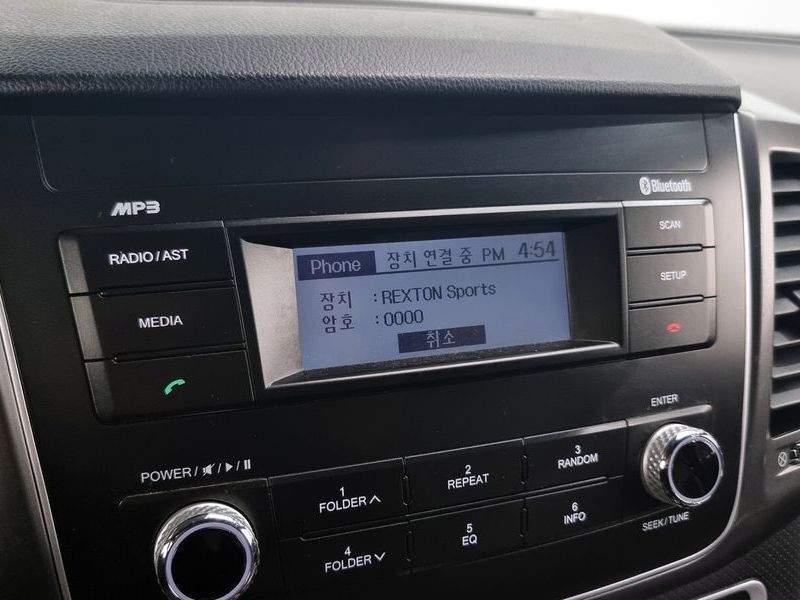 MP3
Bluetooth
RADIO/AST
MEDIA
Phone 장치 연결 중 PM 4:54
장치 : REXTON Sports
암호 : 0000
취소
SCAN
SETUP
ENTER
POWER/ / /
1
FOLDER
2
REPEAT
3
RANDOM
4
FOLDER
5
EQ
6
INFO
SEEK/TUNE